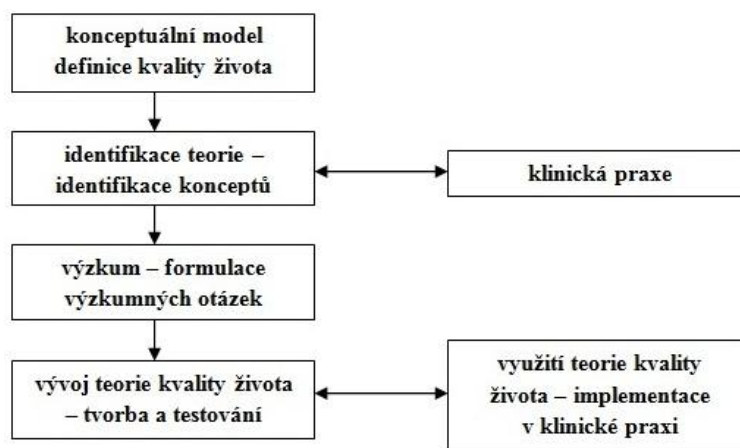 konceptuální model
definice kvality života
identifikace teorie –
identifikace konceptů
klinická praxe
výzkum – formulace
výzkumných otázek
vývoj teorie kvality života
– tvorba a testování
využití teorie kvality
života – implementace
v klinické praxi